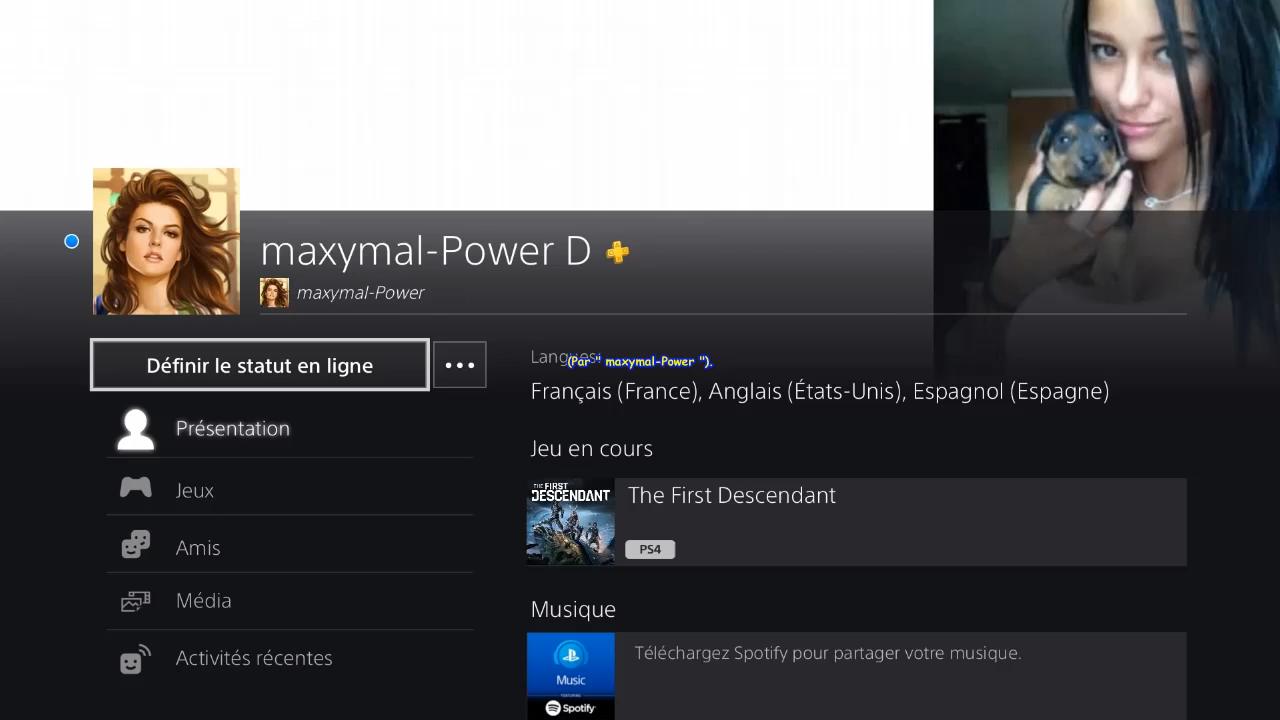 maxymal-Power D
maxymal-Power
Définir le statut en ligne
Langues
(Par " maxymal-Power ").
Français (France), Anglais (États-Unis), Espagnol (Espagne)
Présentation
Jeu en cours
Jeux
THE FIRST
DESCENDANT
The First Descendant
PS4
Amis
Média
Musique
Activités récentes
Téléchargez Spotify pour partager votre musique.
Music
FEATURING
Spotify